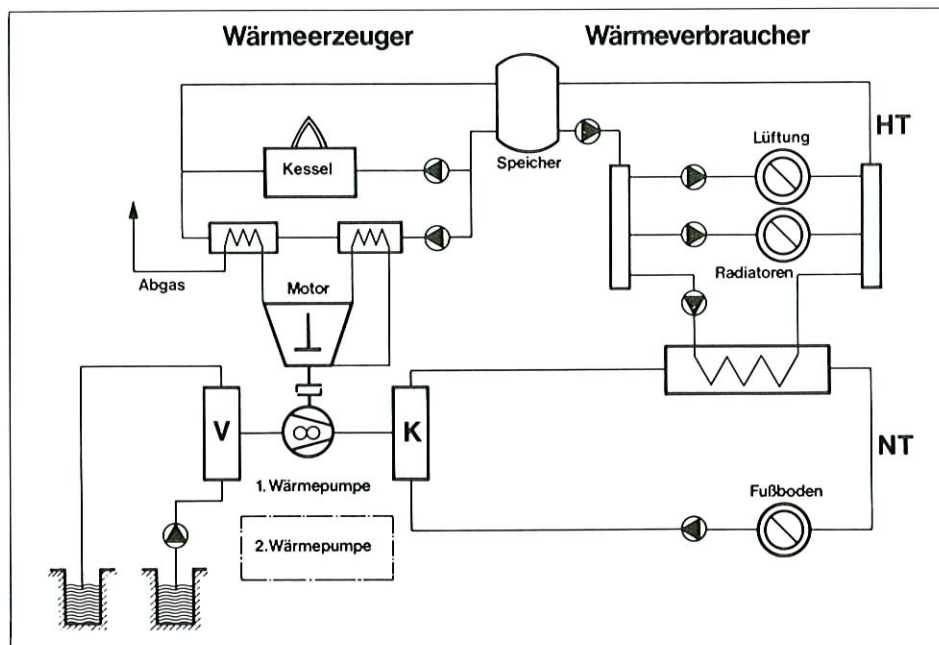 Wärmeerzeuger
Wärmeverbraucher
HT
Lüftung
Kessel
Speicher
Radiatoren
Abgas
Motor
V
K
NT
1. Wärmepumpe
Fußboden
2. Wärmepumpe